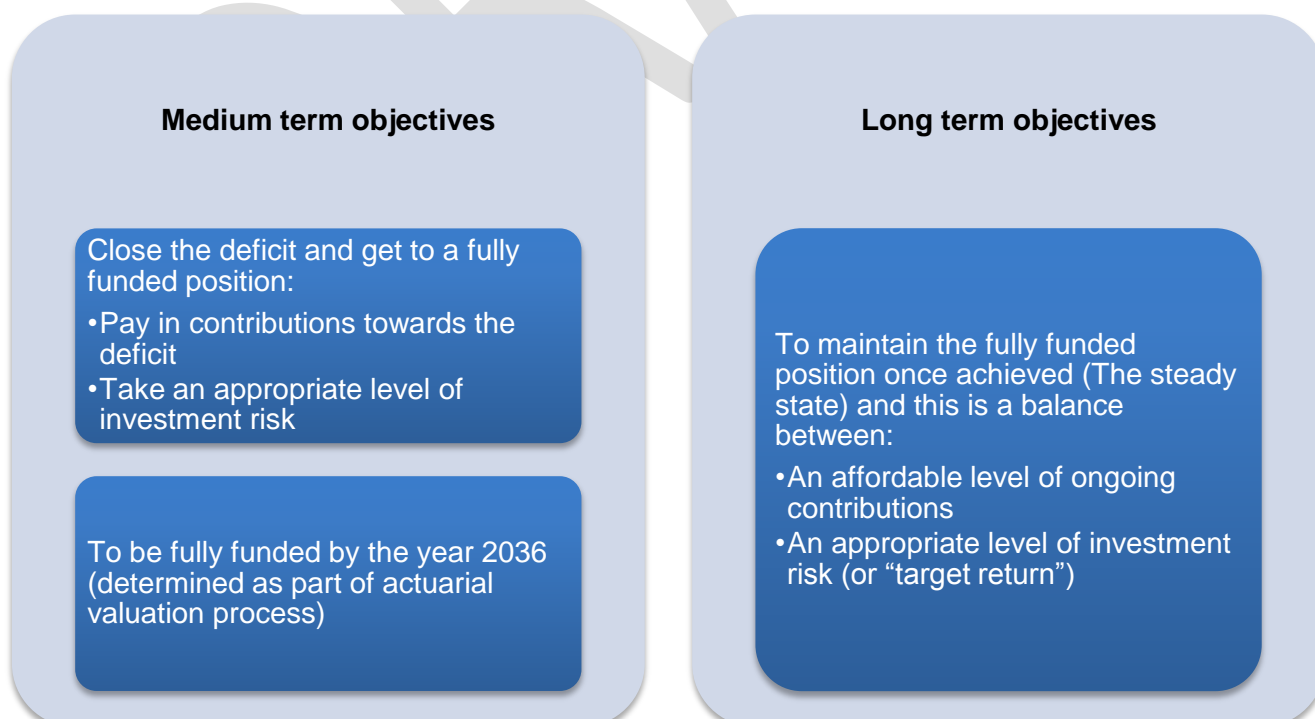 Medium term objectives
Close the deficit and get to a fully
funded position:
•Pay in contributions towards the
deficit
•Take an appropriate level of
investment risk
To be fully funded by the year 2036
(determined as part of actuarial
valuation process)
Long term objectives
To maintain the fully funded
position once achieved (The steady
state) and this is a balance
between:
•An affordable level of ongoing
contributions
•An appropriate level of investment
risk (or “target return”)